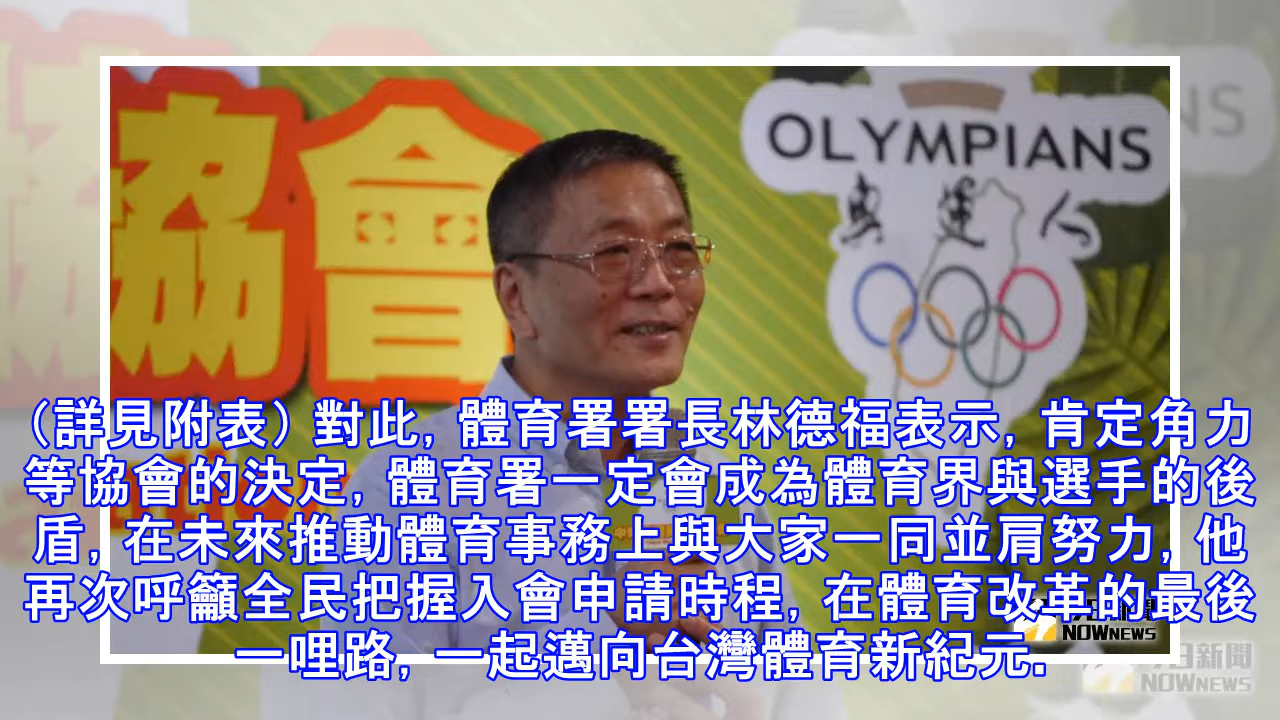 協會
OLYMPIANS
奧運人
NS
(詳見附表) 對此, 體育署署長林德福表示, 肯定角力
等協會的決定, 體育署一定會成為體育界與選手的後
盾, 在未來推動體育事務上與大家一同並肩努力, 他
再次呼籲全民把握入會申請時程, 在體育改革的最後
一哩路, 一起邁向台灣體育新紀元.
NOWNEWS
今日新聞
NOWNEWS